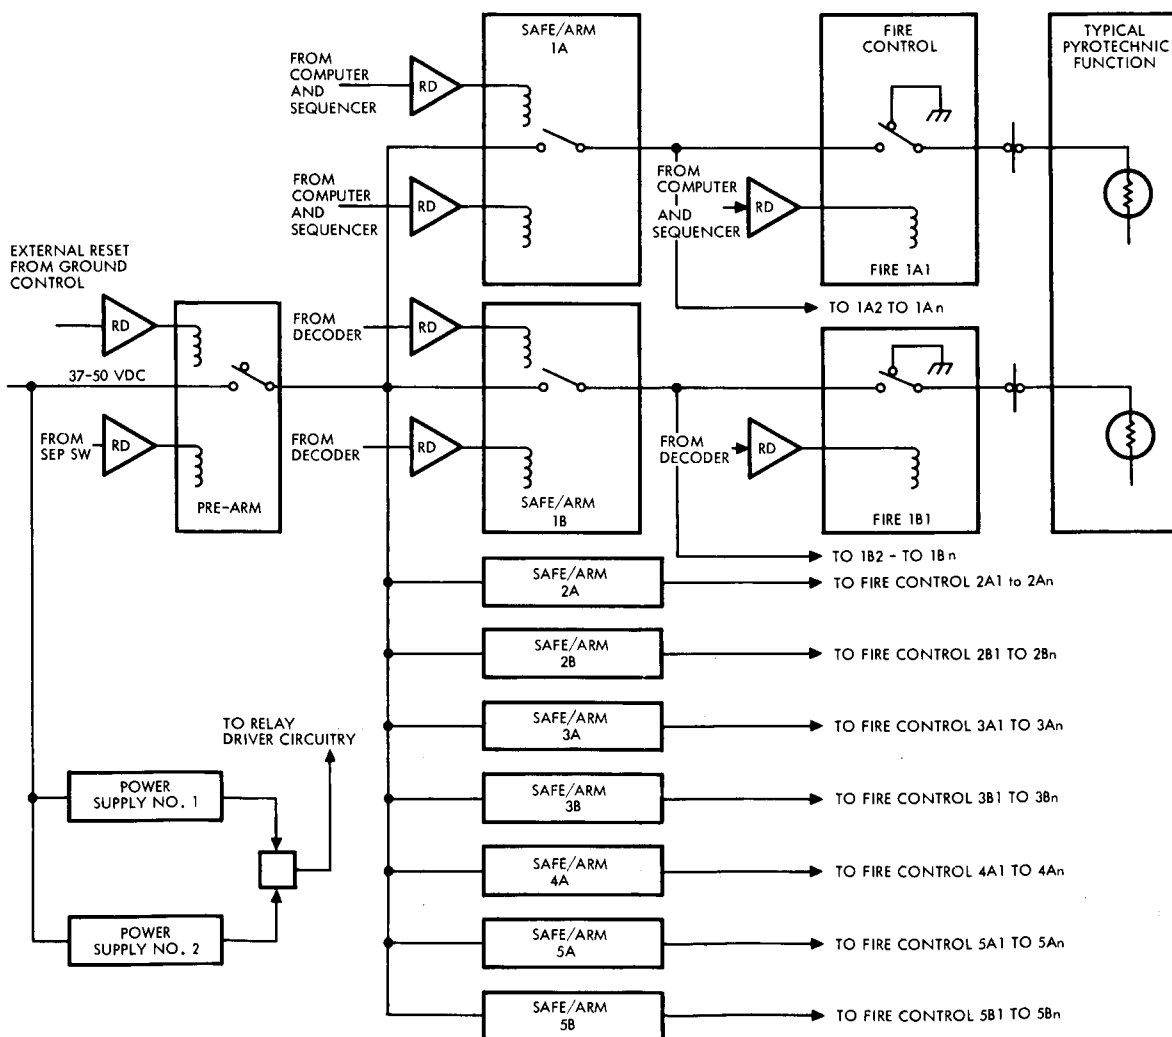 SAFE/ARM
1A
FIRE
CONTROL
TYPICAL
PYROTECHNIC
FUNCTION
FROM
COMPUTER
AND
SEQUENCER
RD
FROM
COMPUTER
AND
SEQUENCER
RD
FROM
COMPUTER
AND
SEQUENCER
RD
FIRE 1A1
TO 1A2 TO 1An
EXTERNAL RESET
FROM GROUND
CONTROL
RD
37-50 VDC
FROM
SEP SW
RD
PRE-ARM
FROM
DECODER
RD
FROM
DECODER
RD
SAFE/ARM
1B
FROM
DECODER
RD
FIRE 1B1
TO 1B2 - TO 1Bn
SAFE/ARM
2A
TO FIRE CONTROL 2A1 to 2An
SAFE/ARM
2B
TO FIRE CONTROL 2B1 TO 2Bn
SAFE/ARM
3A
TO FIRE CONTROL 3A1 TO 3An
SAFE/ARM
3B
TO FIRE CONTROL 3B1 TO 3Bn
SAFE/ARM
4A
TO FIRE CONTROL 4A1 TO 4An
SAFE/ARM
5A
TO FIRE CONTROL 5A1 TO 5An
SAFE/ARM
5B
TO FIRE CONTROL 5B1 TO 5Bn
TO RELAY
DRIVER CIRCUITRY
POWER
SUPPLY NO. 1
POWER
SUPPLY NO. 2